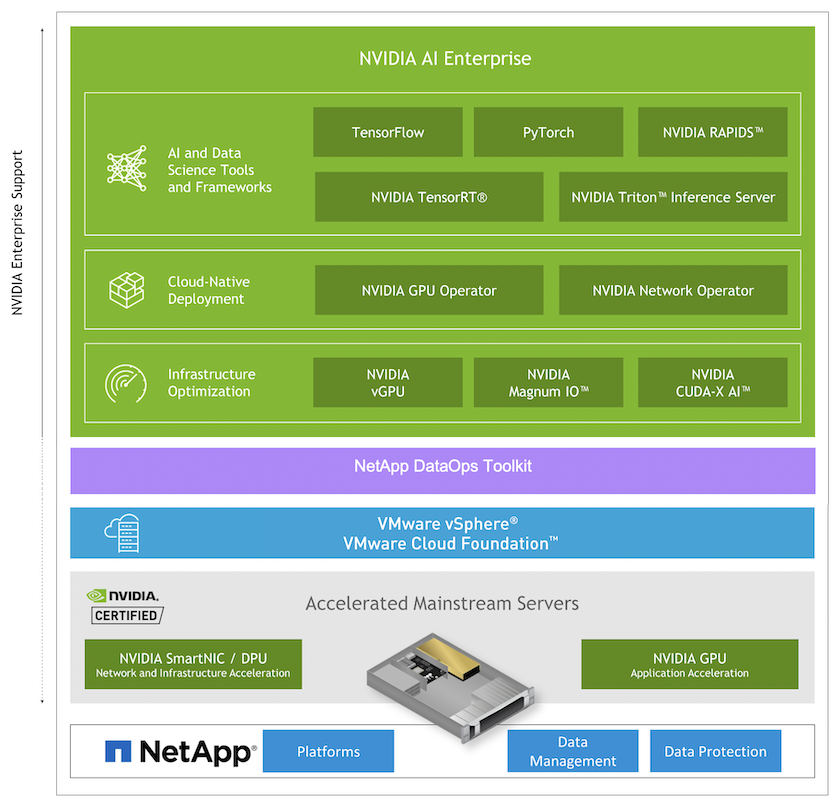 NVIDIA Enterprise Support
NVIDIA AI Enterprise
AI and Data
Science Tools
and Frameworks
TensorFlow
PyTorch
NVIDIA RAPIDS™
NVIDIA TensorRT®
NVIDIA Triton™ Inference Server
Cloud-Native
Deployment
NVIDIA GPU Operator
NVIDIA Network Operator
Infrastructure
Optimization
NVIDIA
vGPU
NVIDIA
Magnum IO™
NVIDIA
CUDA-X AI™
NetApp DataOps Toolkit
VMware vSphere®
VMware Cloud Foundation™
NVIDIA.
CERTIFIED
Accelerated Mainstream Servers
NVIDIA SmartNIC / DPU
Network and Infrastructure Acceleration
NVIDIA GPU
Application Acceleration
NetApp®
Platforms
Data
Management
Data Protection